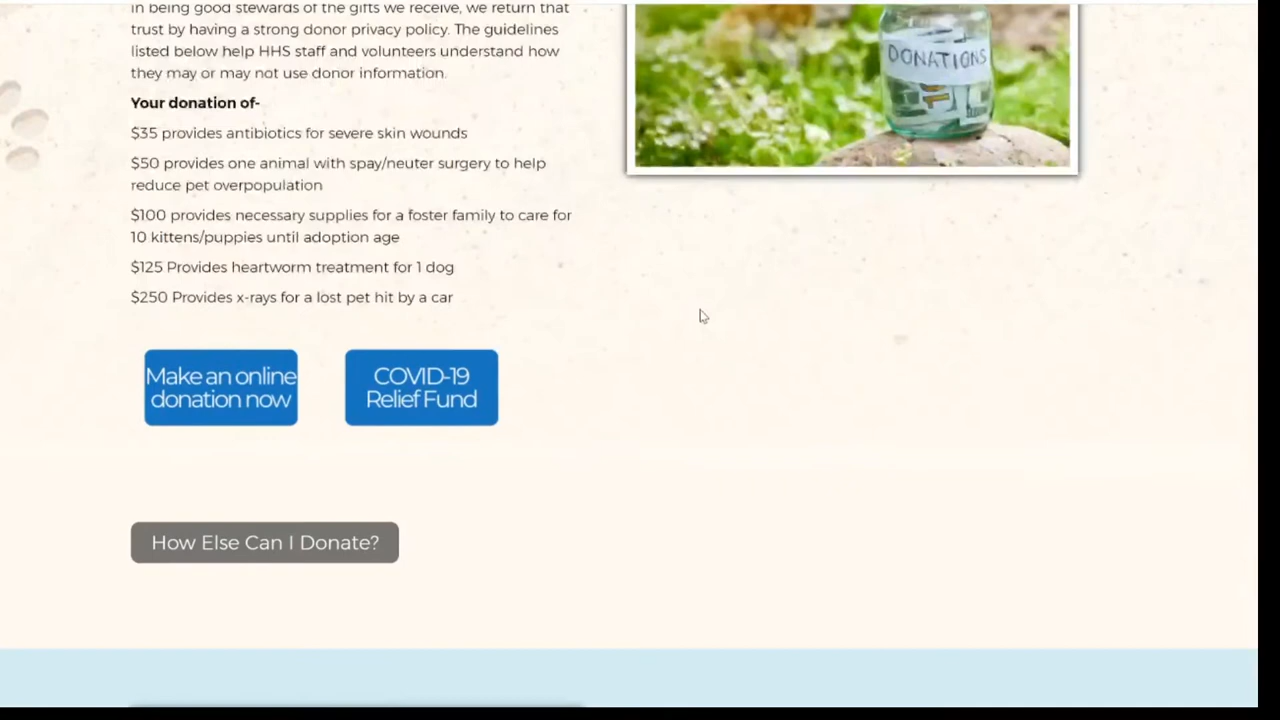 in being good stewards of the gifts we receive, we return that
trust by having a strong donor privacy policy. The guidelines
listed below help HHS staff and volunteers understand how
they may or may not use donor information.
Your donation of-
$35 provides antibiotics for severe skin wounds
$50 provides one animal with spay/neuter surgery to help
reduce pet overpopulation
$100 provides necessary supplies for a foster family to care for
10 kittens/puppies until adoption age
$125 Provides heartworm treatment for 1 dog
$250 Provides x-rays for a lost pet hit by a car
DONATIONS
Make an online
donation now
COVID-19
Relief Fund
How Else Can I Donate?